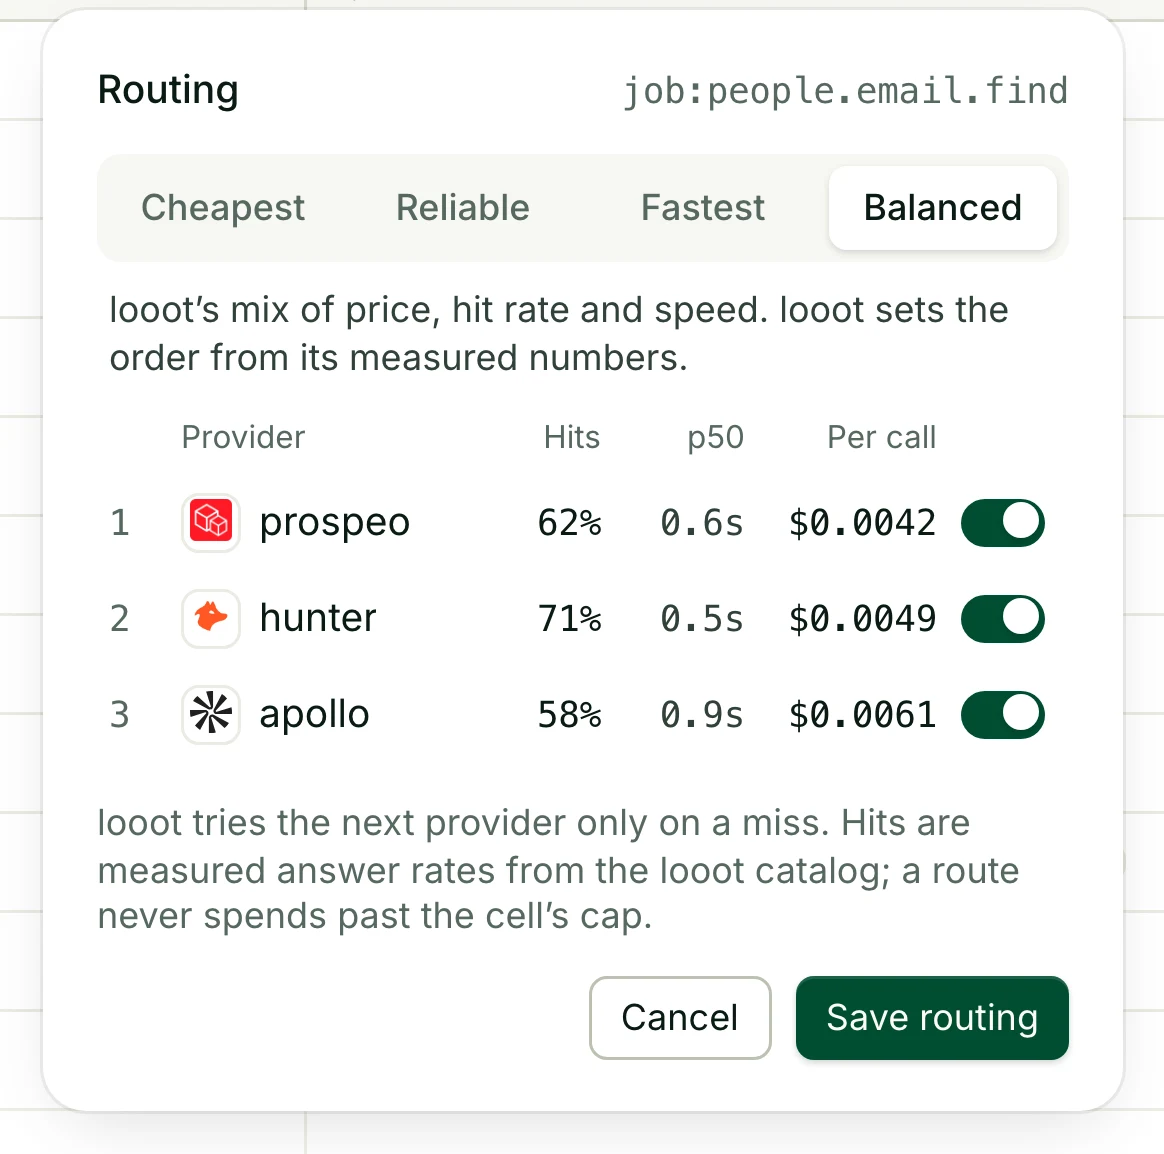 Routing job:people.email.find
Cheapest Reliable Fastest Balanced
looot’s mix of price, hit rate and speed. looot sets the
order from its measured numbers.
Provider Hits p50 Per call
1 prospeo 62% 0.6s $0.0042
2 hunter 71% 0.5s $0.0049
3 apollo 58% 0.9s $0.0061
looot tries the next provider only on a miss. Hits are
measured answer rates from the looot catalog; a route
never spends past the cell’s cap.
Cancel Save routing